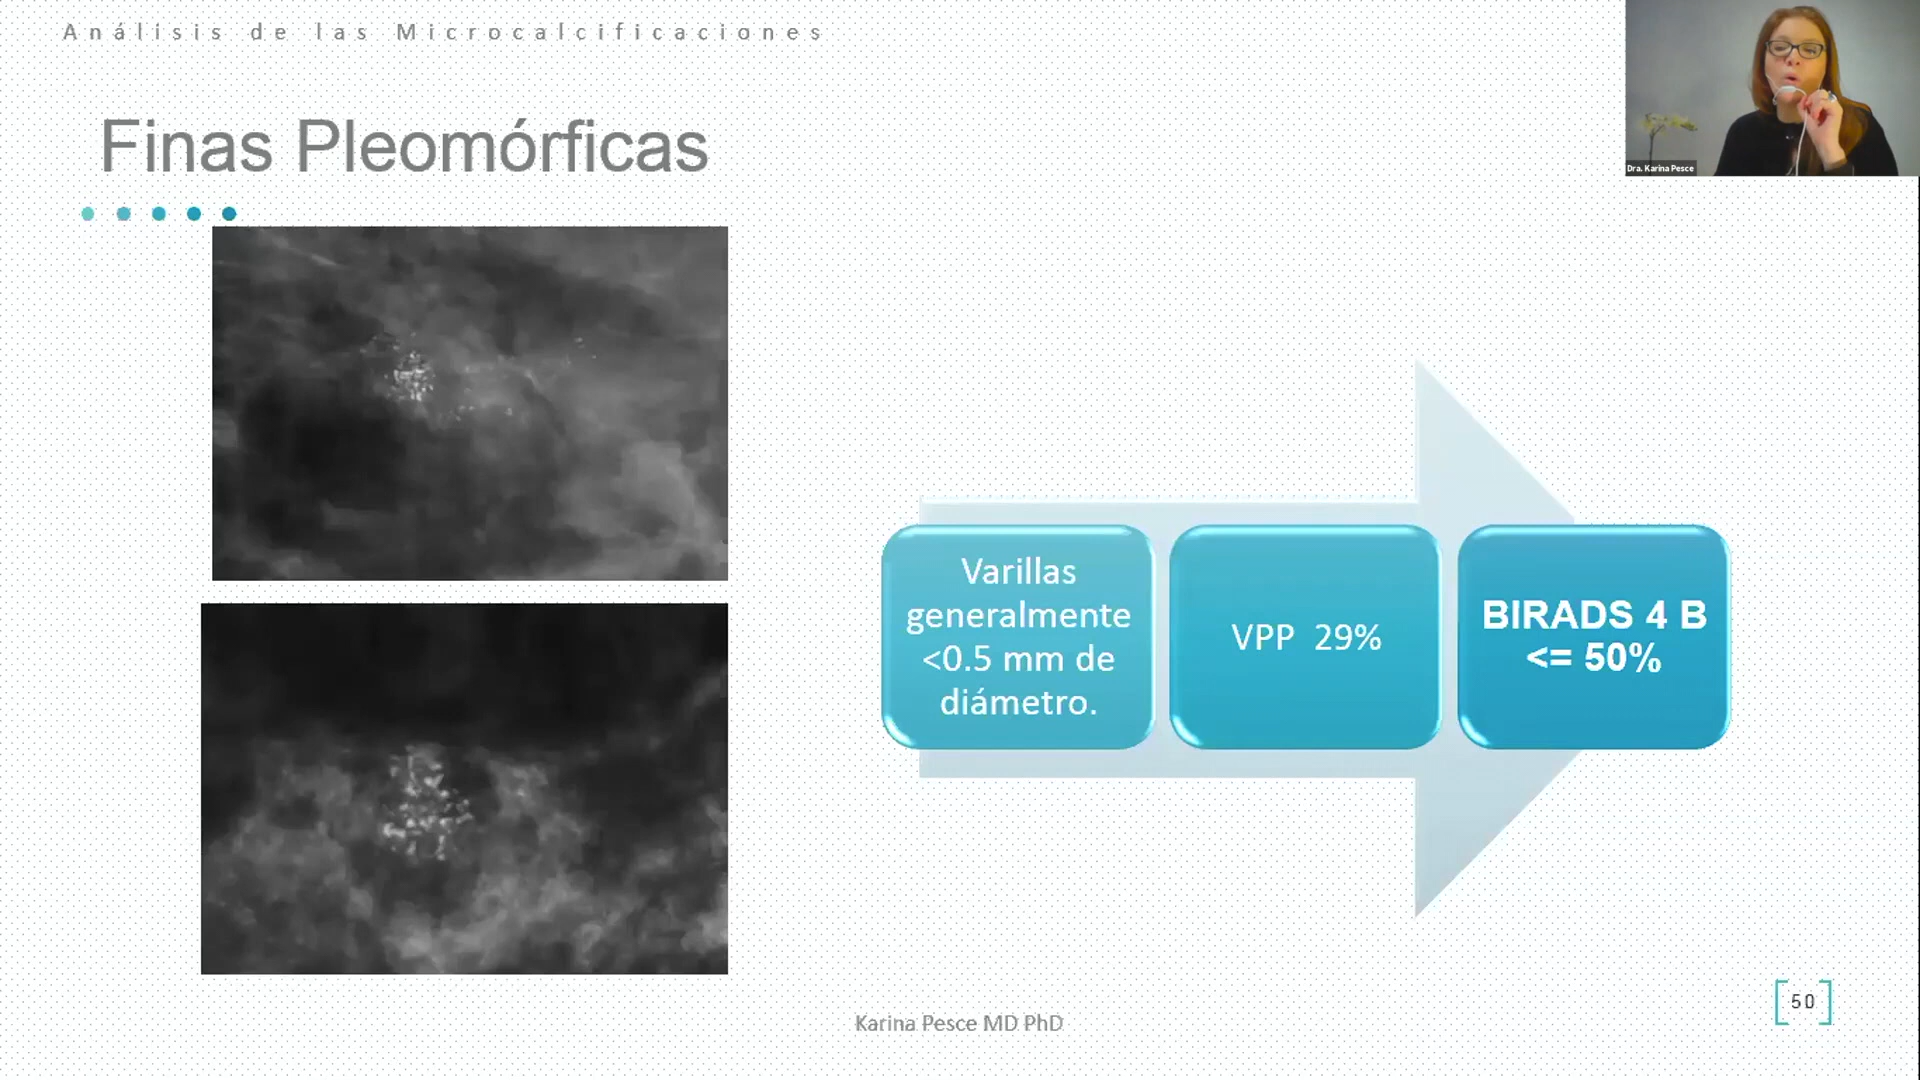 Análisis de las Microcalcificaciones
Dra. Karina Pesce
Finas Pleomórficas
Varillas
generalmente
<0.5 mm de
diámetro.
VPP 29%
BIRADS 4 B
<= 50%
50
Karina Pesce MD PhD